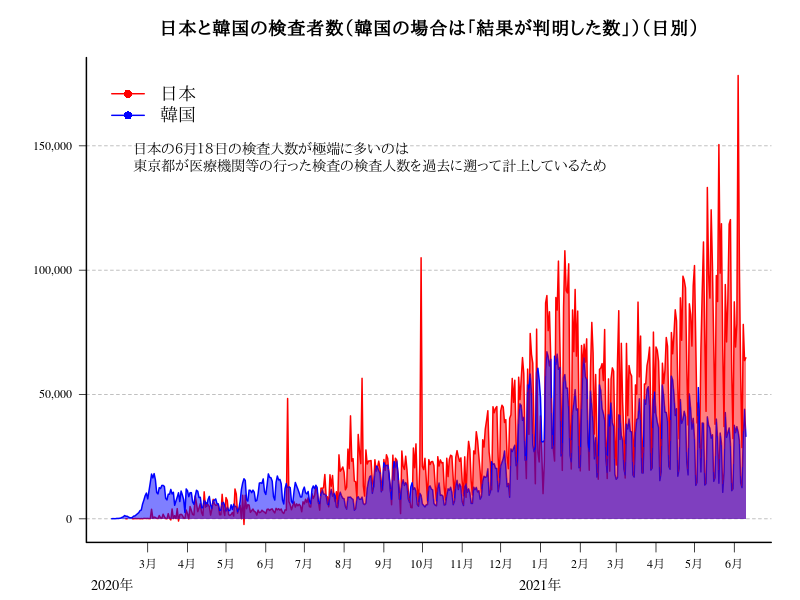 日本と韓国の検査者数(韓国の場合は「結果が判明した数」)(日別)
日本
韓国
日本の6月18日の検査人数が極端に多いのは
東京都が医療機関等の行った検査の検査人数を過去に遡って計上しているため
150,000
100,000
50,000
0
3月 4月 5月 6月 7月 8月 9月 10月 11月 12月 1月 2月 3月 4月 5月 6月
2020年 2021年